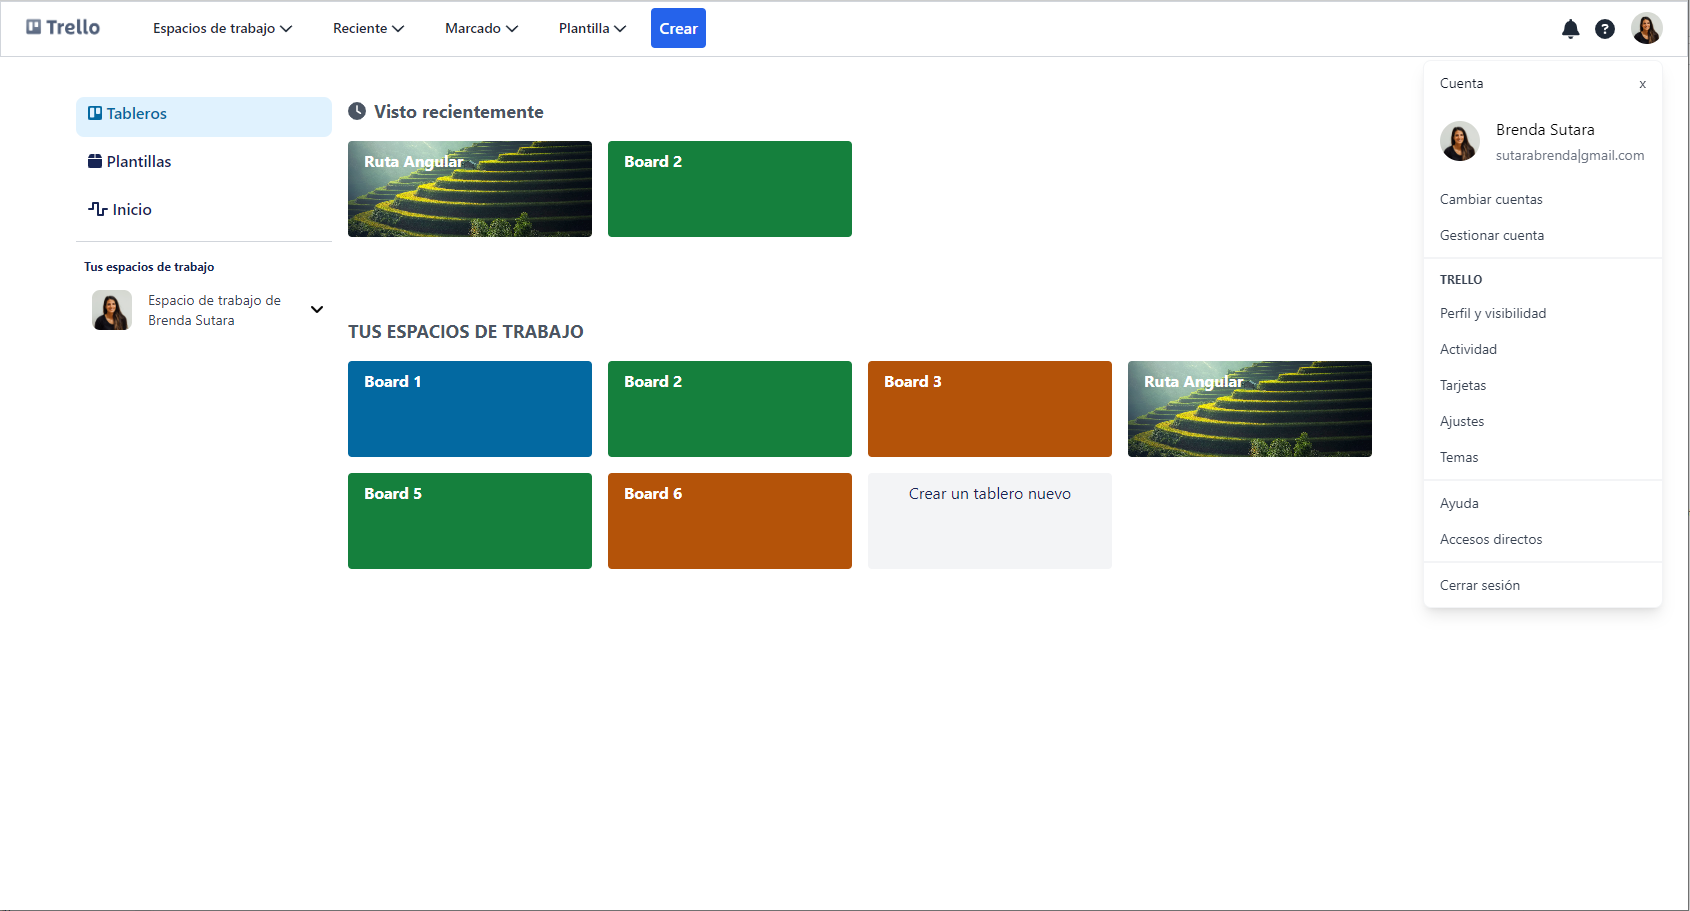 Trello
Espacios de trabajo
Reciente
Marcado
Plantilla
Crear
?
Tableros
Plantillas
Inicio
Tus espacios de trabajo
Espacio de trabajo de
Brenda Sutara
Visto recientemente
Ruta Angular
Board 2
TUS ESPACIOS DE TRABAJO
Board 1
Board 2
Board 3
Ruta Angular
Board 5
Board 6
Crear un tablero nuevo
Cuenta
x
Brenda Sutara
sutarabrenda|gmail.com
Cambiar cuentas
Gestionar cuenta
TRELLO
Perfil y visibilidad
Actividad
Tarjetas
Ajustes
Temas
Ayuda
Accesos directos
Cerrar sesión